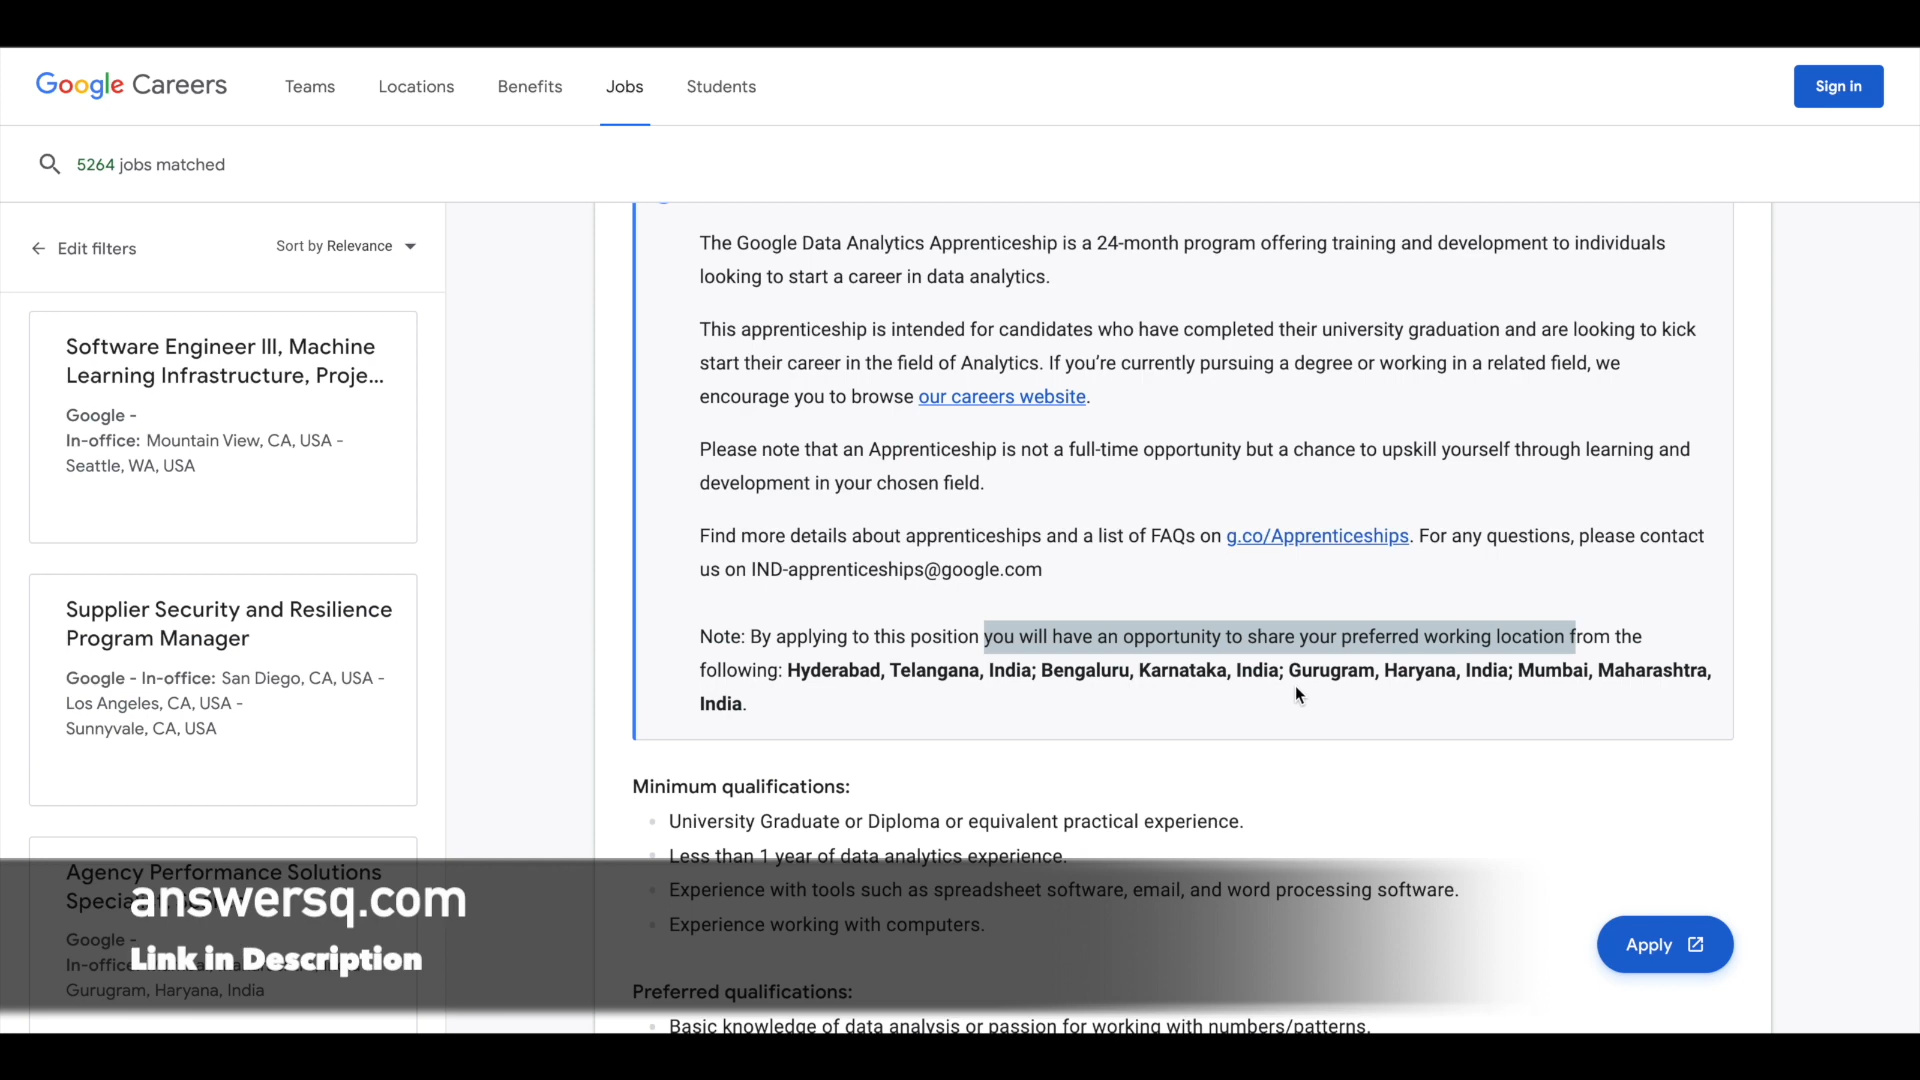 Google Careers
Teams
Locations
Benefits
Jobs
Students
Sign in
5264 jobs matched
Edit filters
Sort by Relevance
Software Engineer III, Machine
Learning Infrastructure, Proje...
Google -
In-office: Mountain View, CA, USA -
Seattle, WA, USA
Supplier Security and Resilience
Program Manager
Google - In-office: San Diego, CA, USA -
Los Angeles, CA, USA -
Sunnyvale, CA, USA
Agency Performance Solutions
Google -
Gurugram, Haryana, India
The Google Data Analytics Apprenticeship is a 24-month program offering training and development to individuals
looking to start a career in data analytics.
This apprenticeship is intended for candidates who have completed their university graduation and are looking to kick
start their career in the field of Analytics. If you’re currently pursuing a degree or working in a related field, we
encourage you to browse our careers website.
Please note that an Apprenticeship is not a full-time opportunity but a chance to upskill yourself through learning and
development in your chosen field.
Find more details about apprenticeships and a list of FAQs on g.co/Apprenticeships. For any questions, please contact
us on IND-apprenticeships@google.com
Note: By applying to this position you will have an opportunity to share your preferred working location from the
following: Hyderabad, Telangana, India; Bengaluru, Karnataka, India; Gurugram, Haryana, India; Mumbai, Maharashtra,
India.
Minimum qualifications:
University Graduate or Diploma or equivalent practical experience.
Less than 1 year of data analytics experience.
Experience with tools such as spreadsheet software, email, and word processing software.
Experience working with computers.
Preferred qualifications:
Basic knowledge of data analysis or passion for working with numbers/patterns.
Apply
answersq.com
Link in Description